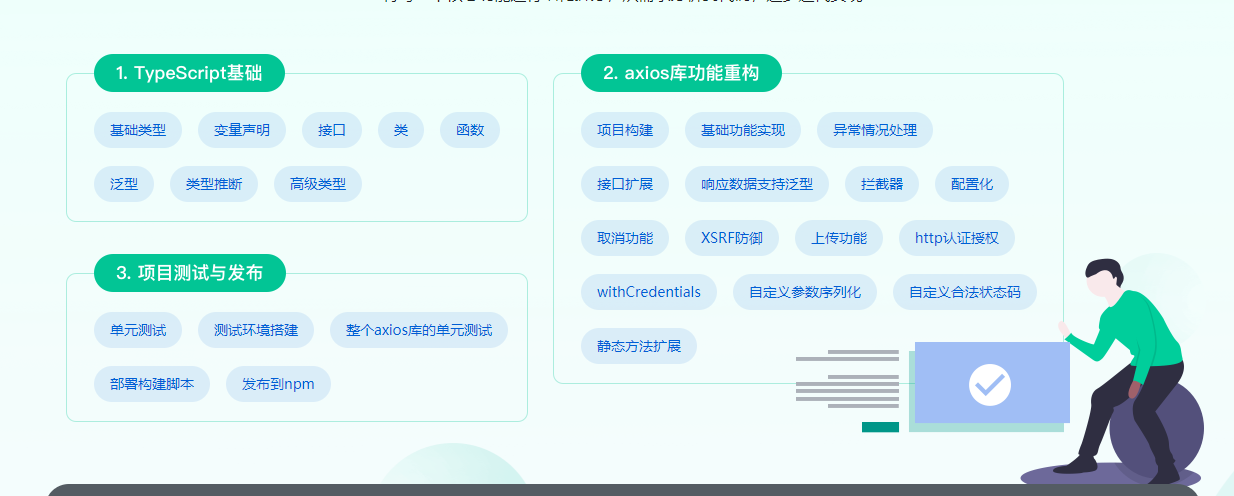 1. TypeScript基础
基础类型 变量声明 接口 类 函数
泛型 类型推断 高级类型
2. axios库功能重构
项目构建 基础功能实现 异常情况处理
接口扩展 响应数据支持泛型 拦截器 配置化
取消功能 XSRF防御 上传功能 http认证授权
withCredentials 自定义参数序列化 自定义合法状态码
静态方法扩展
3. 项目测试与发布
单元测试 测试环境搭建 整个axios库的单元测试
部署构建脚本 发布到npm